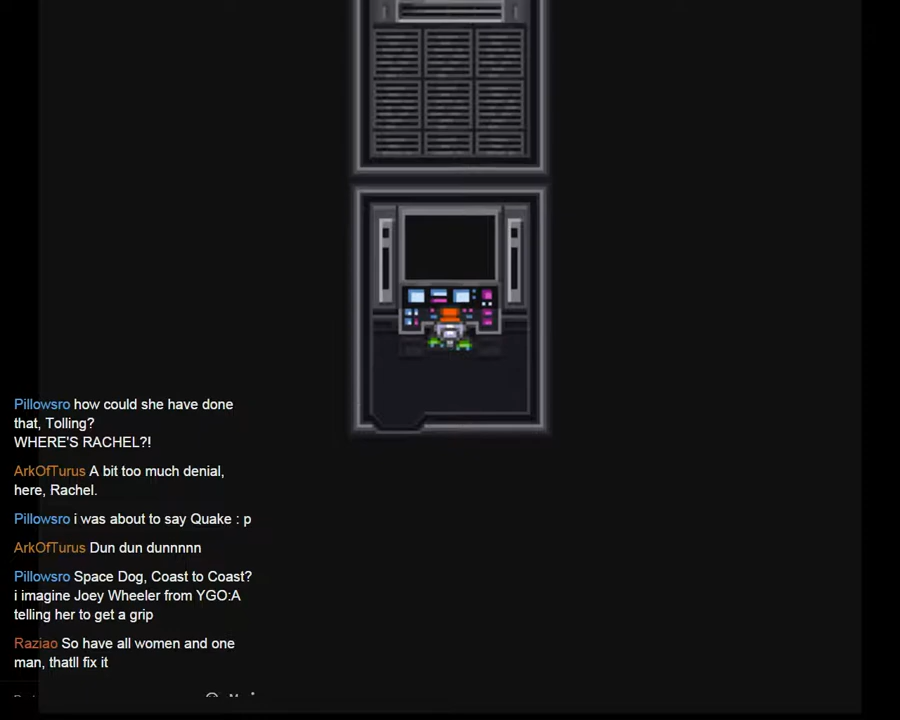 Pillowsro how could she have done
that, Tolling?
WHERE'S RACHEL?!
ArkOfTurus A bit too much denial,
here, Rachel.
Pillowsro i was about to say Quake : p
ArkOfTurus Dun dun dunnnnn
Pillowsro Space Dog, Coast to Coast?
i imagine Joey Wheeler from YGO:A
telling her to get a grip
Raziao So have all women and one
man, thatll fix it